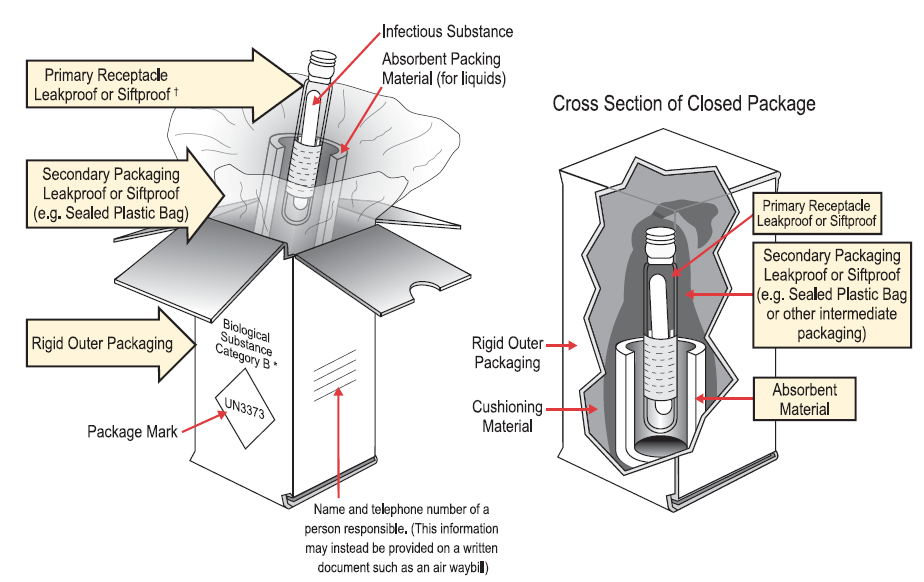 Infectious Substance
Absorbent Packing
Material (for liquids)
Primary Receptacle
Leakproof or Siftproof †
Secondary Packaging
Leakproof or Siftproof
(e.g. Sealed Plastic Bag)
Rigid Outer Packaging
Biological
Substance
Category B *
UN3373
Package Mark
Name and telephone number of a
person responsible. (This information
may instead be provided on a written
document such as an air waybill)
Cross Section of Closed Package
Primary Receptacle
Leakproof or Siftproof
Secondary Packaging
Leakproof or Siftproof
(e.g. Sealed Plastic Bag
or other intermediate
packaging)
Rigid Outer
Packaging
Cushioning
Material
Absorbent
Material